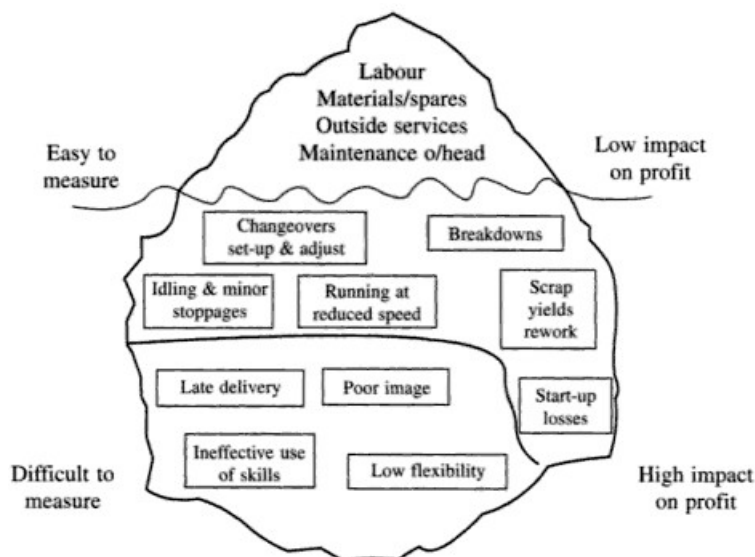 Labour
Materials/spares
Outside services
Maintenance o/head
Easy to
measure
Low impact
on profit
Changeovers
set-up & adjust
Breakdowns
Idling & minor
stoppages
Running at
reduced speed
Scrap
yields
rework
Late delivery
Poor image
Start-up
losses
Ineffective use
of skills
Low flexibility
Difficult to
measure
High impact
on profit